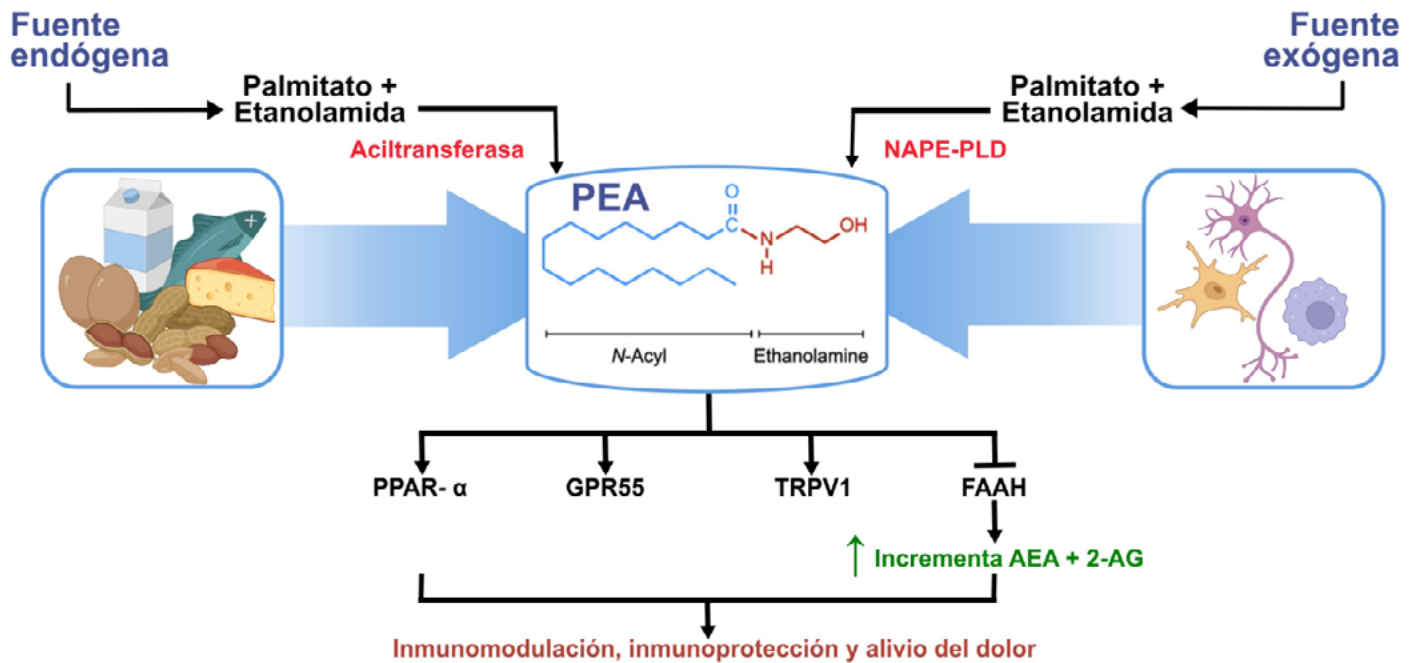 Fuente
endógena
Fuente
exógena
Palmitato +
Etanolamida
Palmitato +
Etanolamida
Aciltransferasa
NAPE-PLD
PEA
O
C
N
H
OH
N-Acyl
Ethanolamine
PPAR- α
GPR55
TRPV1
FAAH
↑ Incrementa AEA + 2-AG
Inmunomodulación, inmunoprotección y alivio del dolor